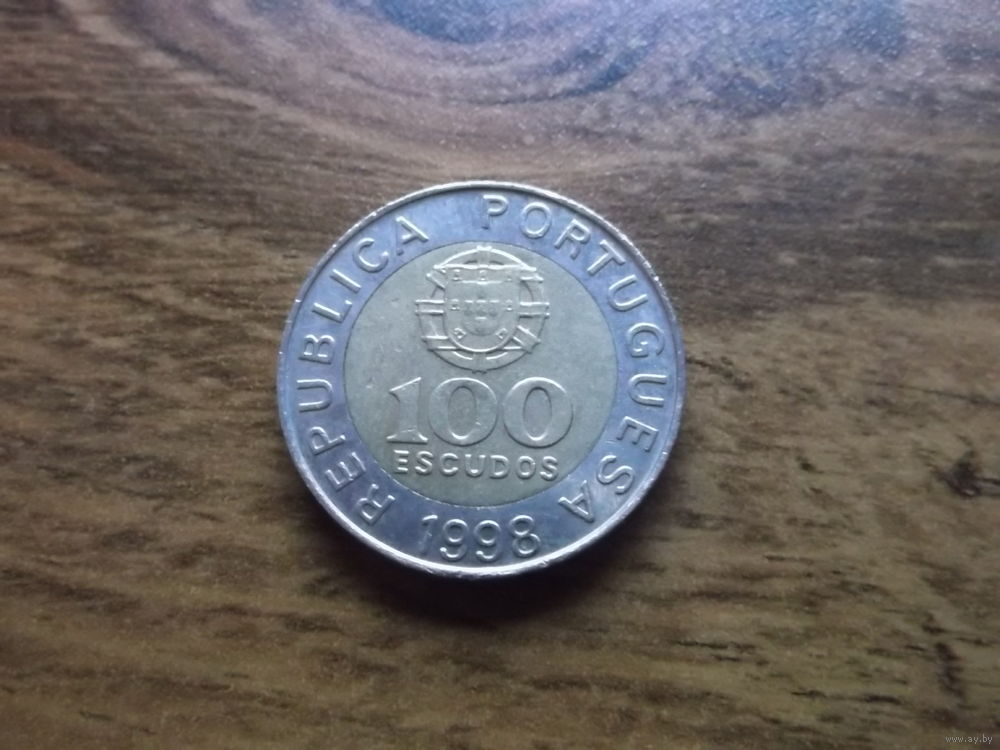 REPUBLICA PORTUGUESA
100
ESCUDOS
1998
www.ay.by